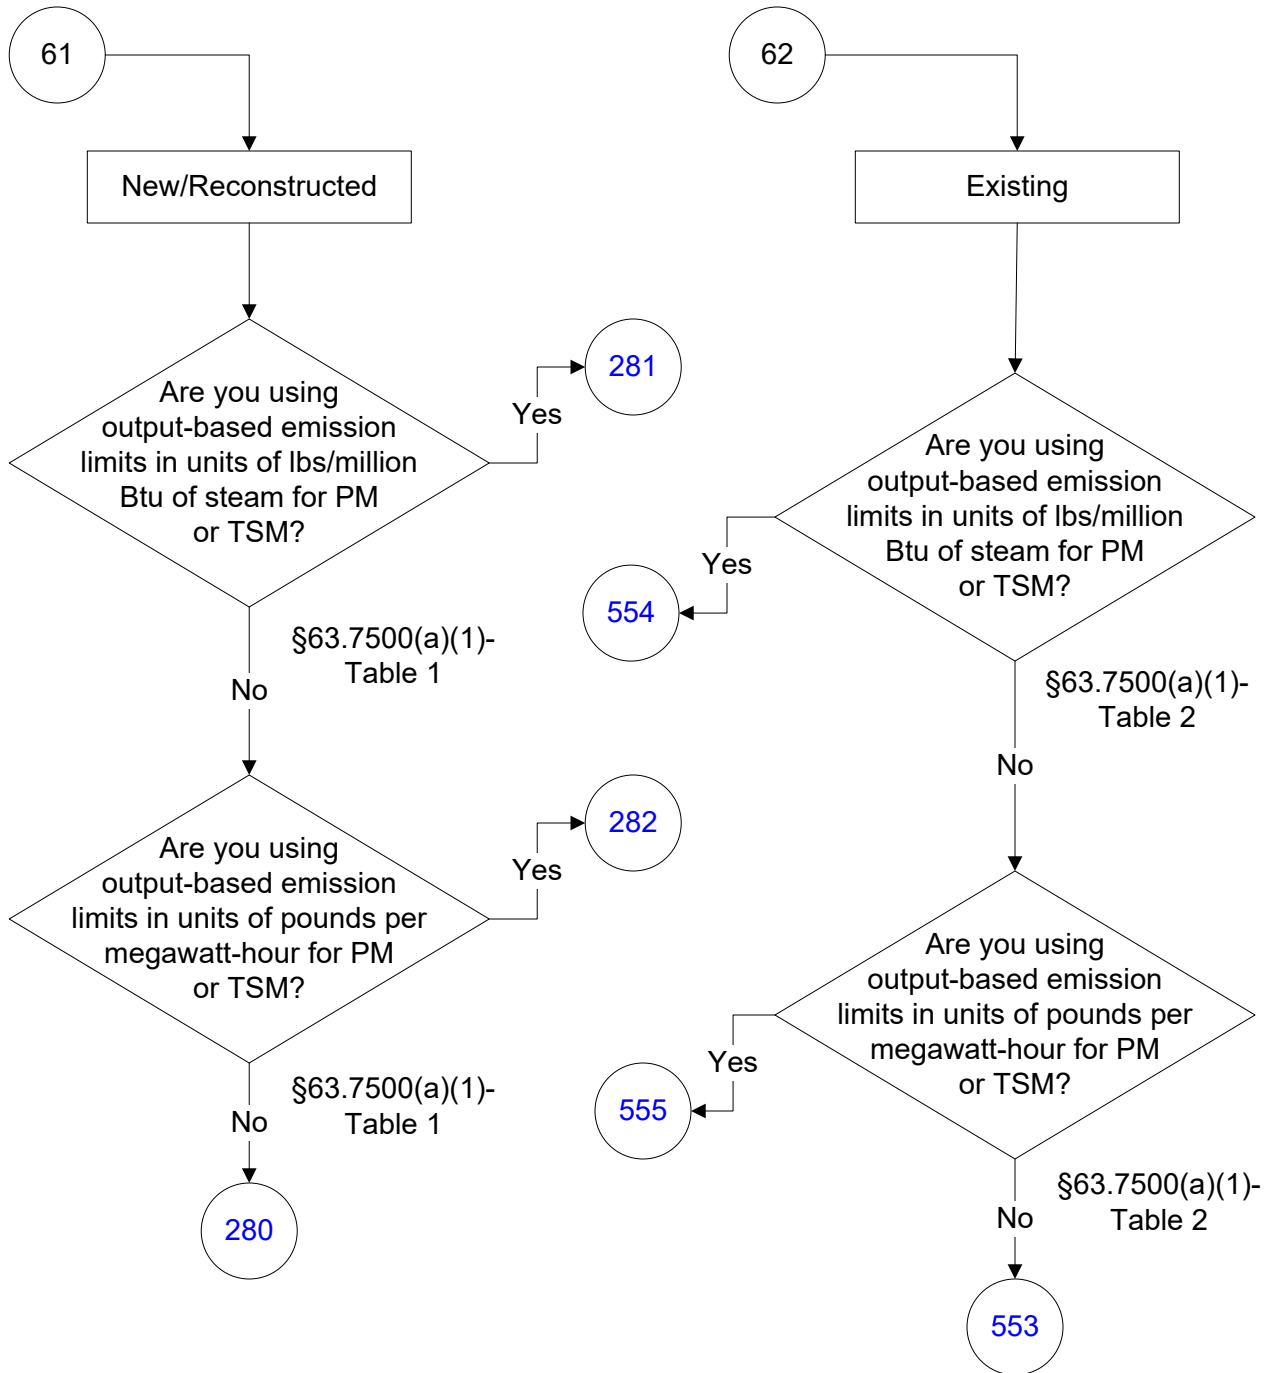 61
New/Reconstructed
Are you using
output-based emission
limits in units of lbs/million
Btu of steam for PM
or TSM?
Yes
281
§63.7500(a)(1)-
Table 1
No
Are you using
output-based emission
limits in units of pounds per
megawatt-hour for PM
or TSM?
Yes
282
§63.7500(a)(1)-
Table 1
No
280
62
Existing
Are you using
output-based emission
limits in units of lbs/million
Btu of steam for PM
or TSM?
Yes
554
§63.7500(a)(1)-
Table 2
No
Are you using
output-based emission
limits in units of pounds per
megawatt-hour for PM
or TSM?
Yes
555
§63.7500(a)(1)-
Table 2
No
553